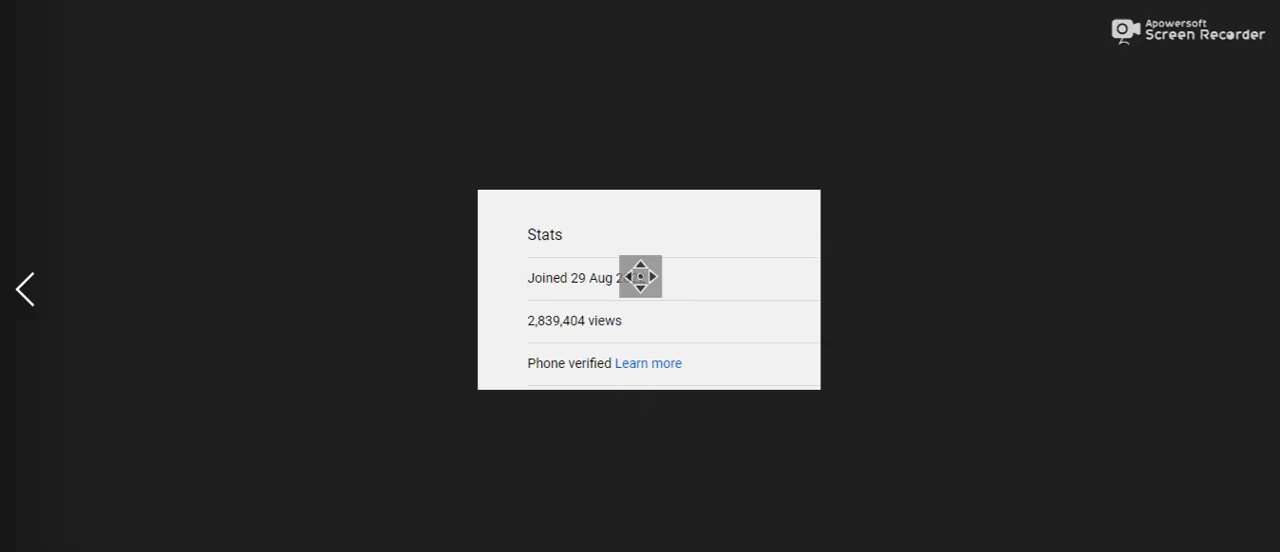 Apowersoft
Screen Recorder
Stats
Joined 29 Aug
2,839,404 views
Phone verified Learn more